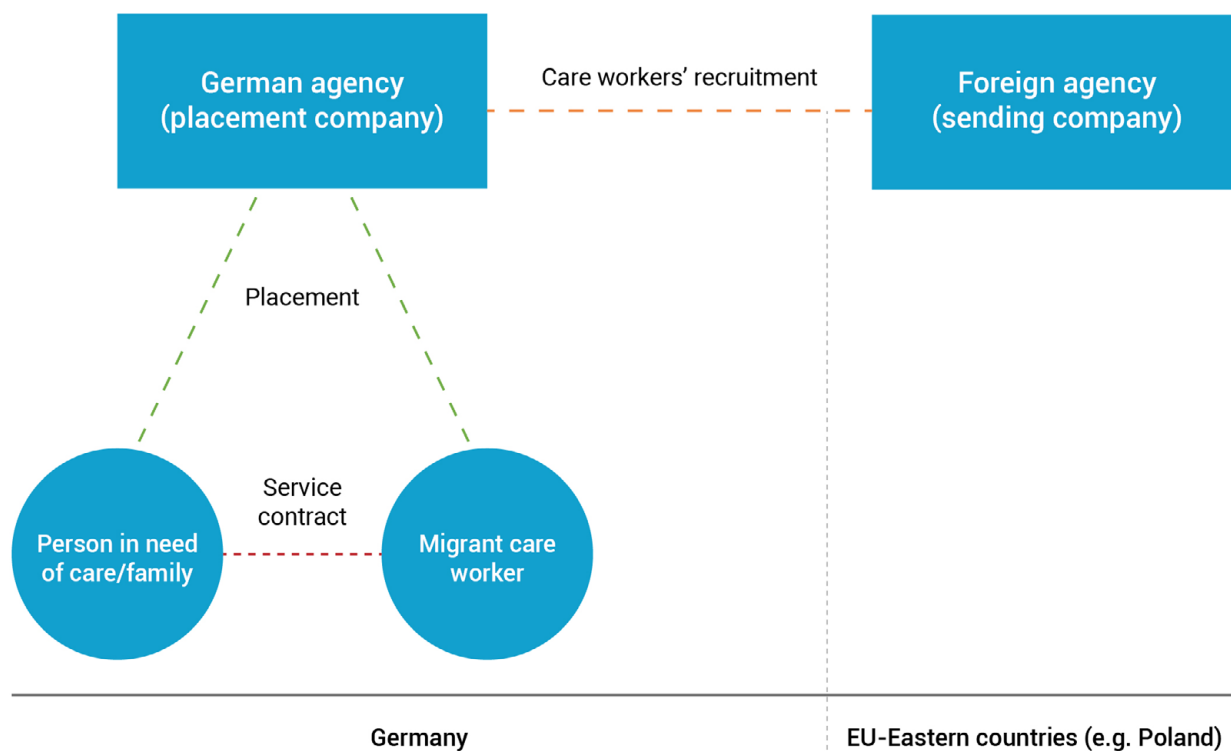 German agency
(placement company)
Care workers’ recruitment
Foreign agency
(sending company)
Placement
Service
contract
Person in need
of care/family
Migrant care
worker
Germany
EU-Eastern countries (e.g. Poland)